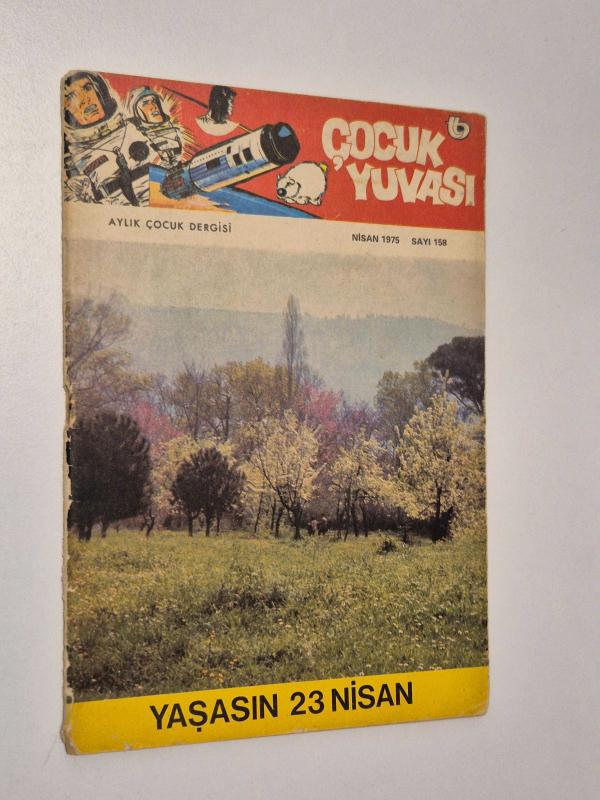 ÇOCUK
YUVASI
AYLIK ÇOCUK DERGİSİ
NİSAN 1975 SAYI 158
YAŞASIN 23 NİSAN